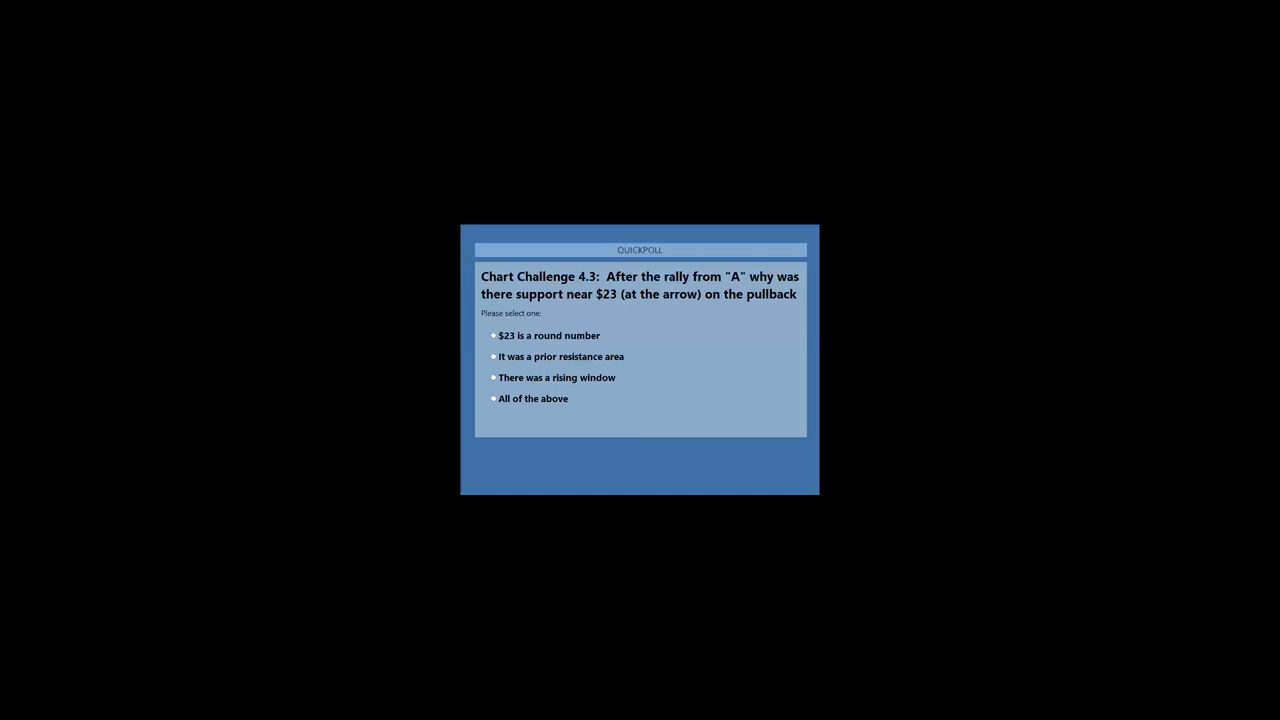 QUICKPOLL
Chart Challenge 4.3:  After the rally from "A" why was
there support near $23 (at the arrow) on the pullback
Please select one:
$23 is a round number
It was a prior resistance area
There was a rising window
All of the above